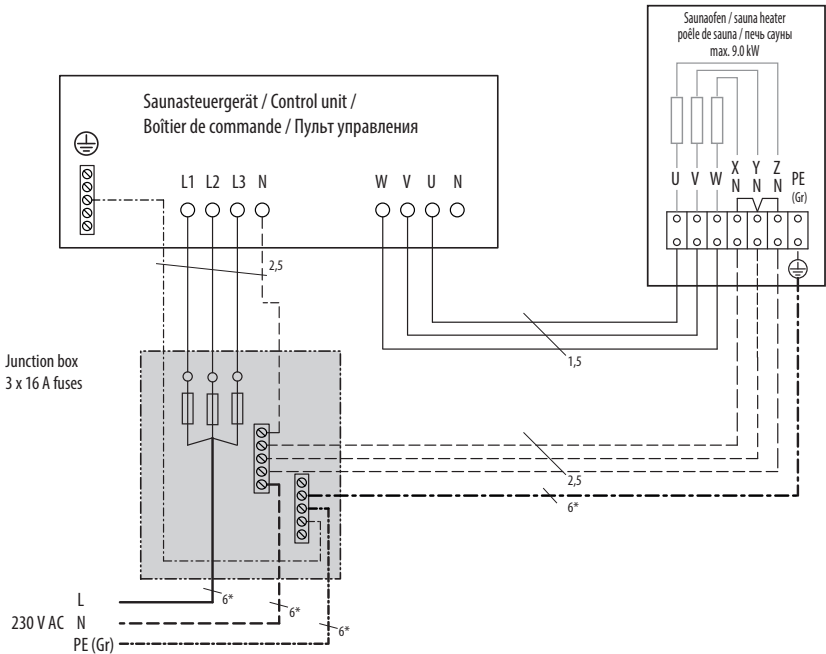 Saunaofen / sauna heater
poêle de sauna / печь сауны
max. 9.0 kW
Saunasteuergerät / Control unit /
Boîtier de commande / Пульт управления
L1 L2 L3 N
W V U N
U V W X Y Z PE
N N N (Gr)
2,5
1,5
Junction box
3 x 16 A fuses
2,5
6*
L
6*
230 V AC N
6*
PE (Gr)
6*